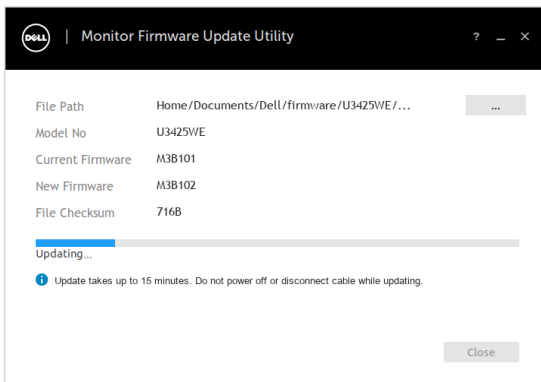 DELL | Monitor Firmware Update Utility ? _ ×
File Path Home/Documents/Dell/firmware/U3425WE/... ...
Model No U3425WE
Current Firmware M3B101
New Firmware M3B102
File Checksum 716B
Updating...
Update takes up to 15 minutes. Do not power off or disconnect cable while updating.
Close